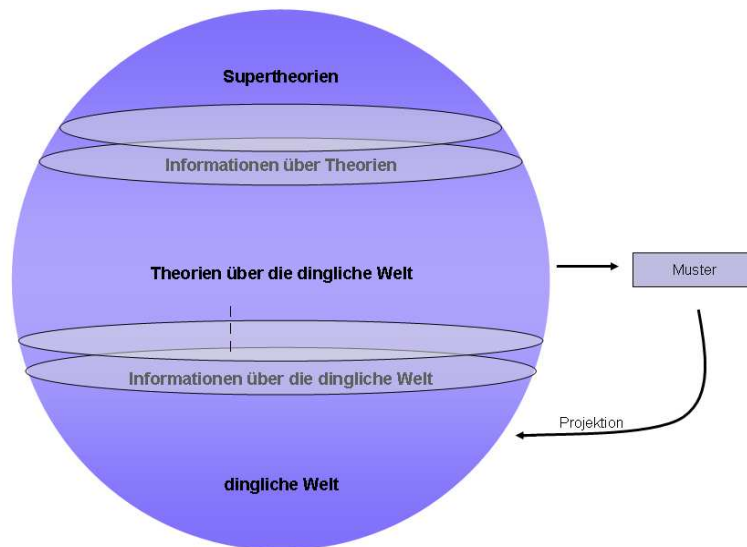 Supertheorien
Informationen über Theorien
Theorien über die dingliche Welt
Muster
Informationen über die dingliche Welt
Projektion
dingliche Welt